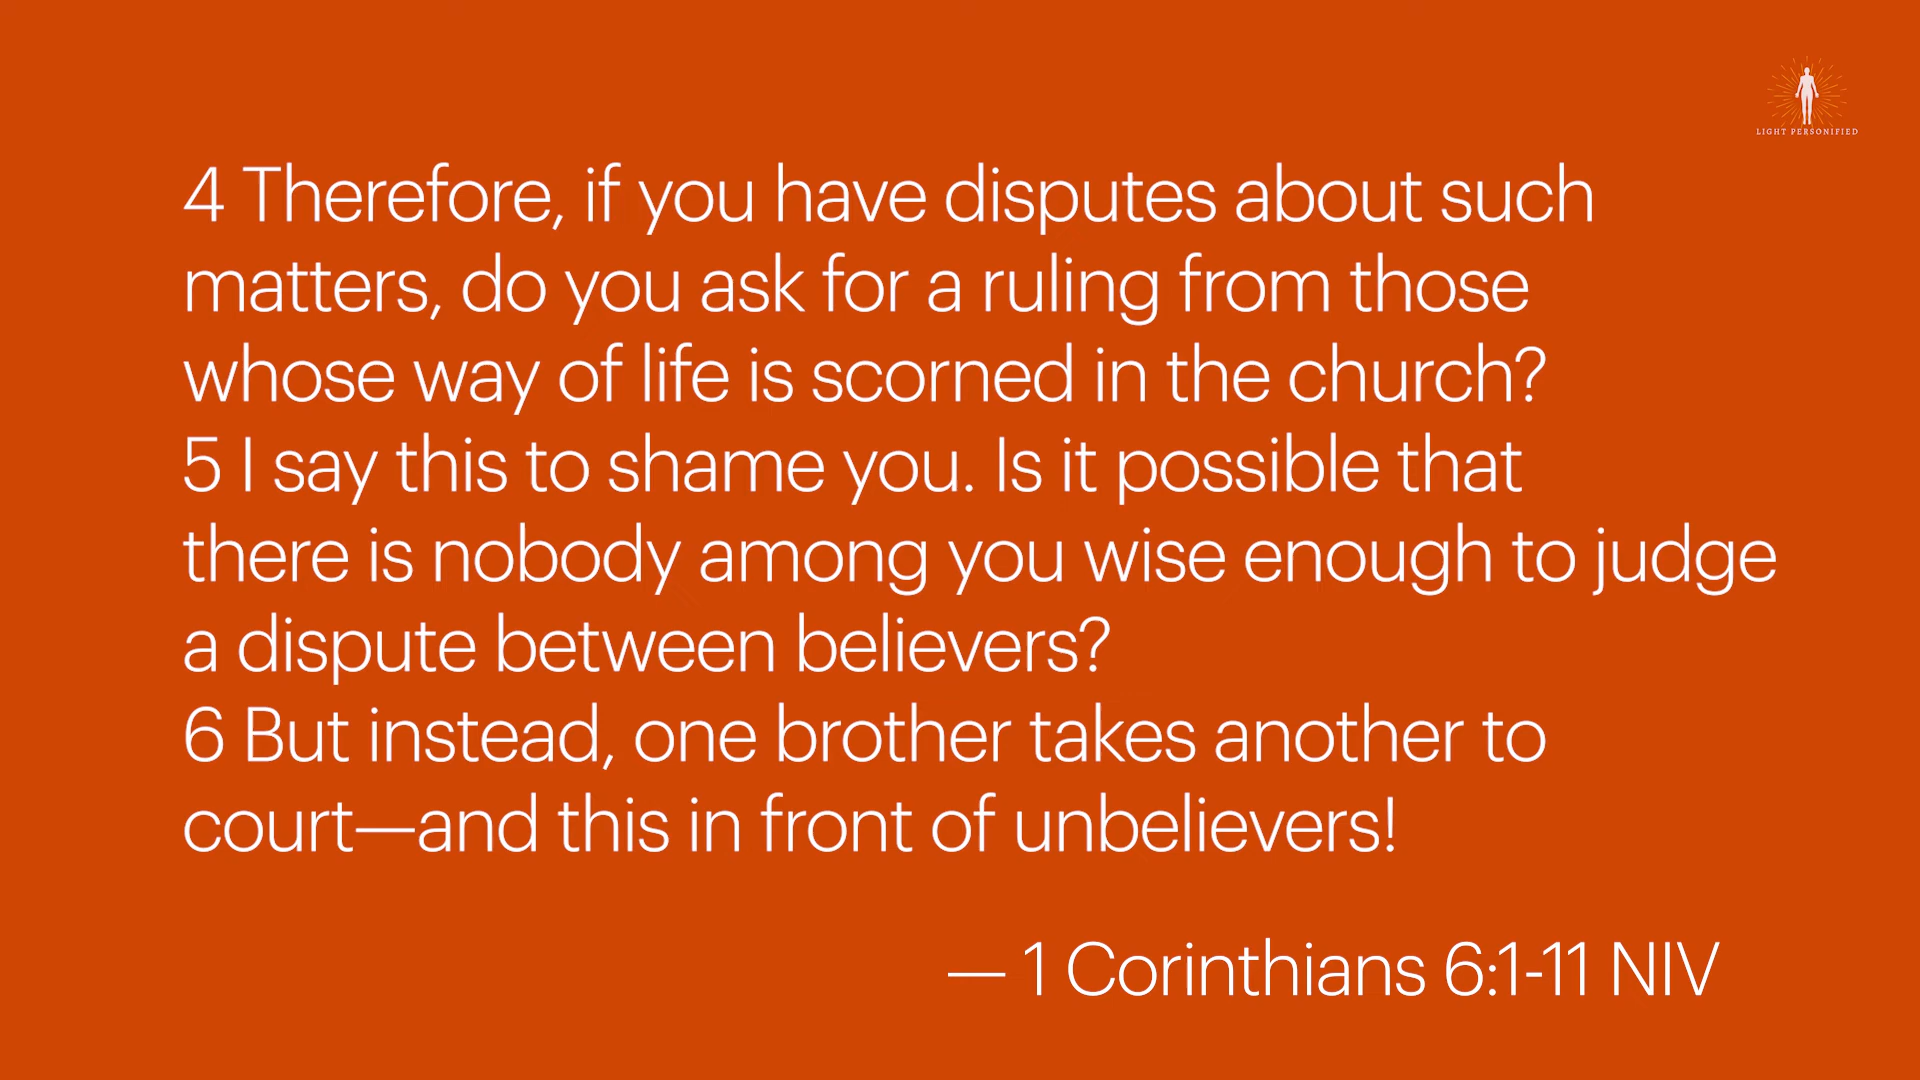 LIGHT PERSONIFIED
4 Therefore, if you have disputes about such
matters, do you ask for a ruling from those
whose way of life is scorned in the church?
5 I say this to shame you. Is it possible that
there is nobody among you wise enough to judge
a dispute between believers?
6 But instead, one brother takes another to
court—and this in front of unbelievers!
— 1 Corinthians 6:1-11 NIV